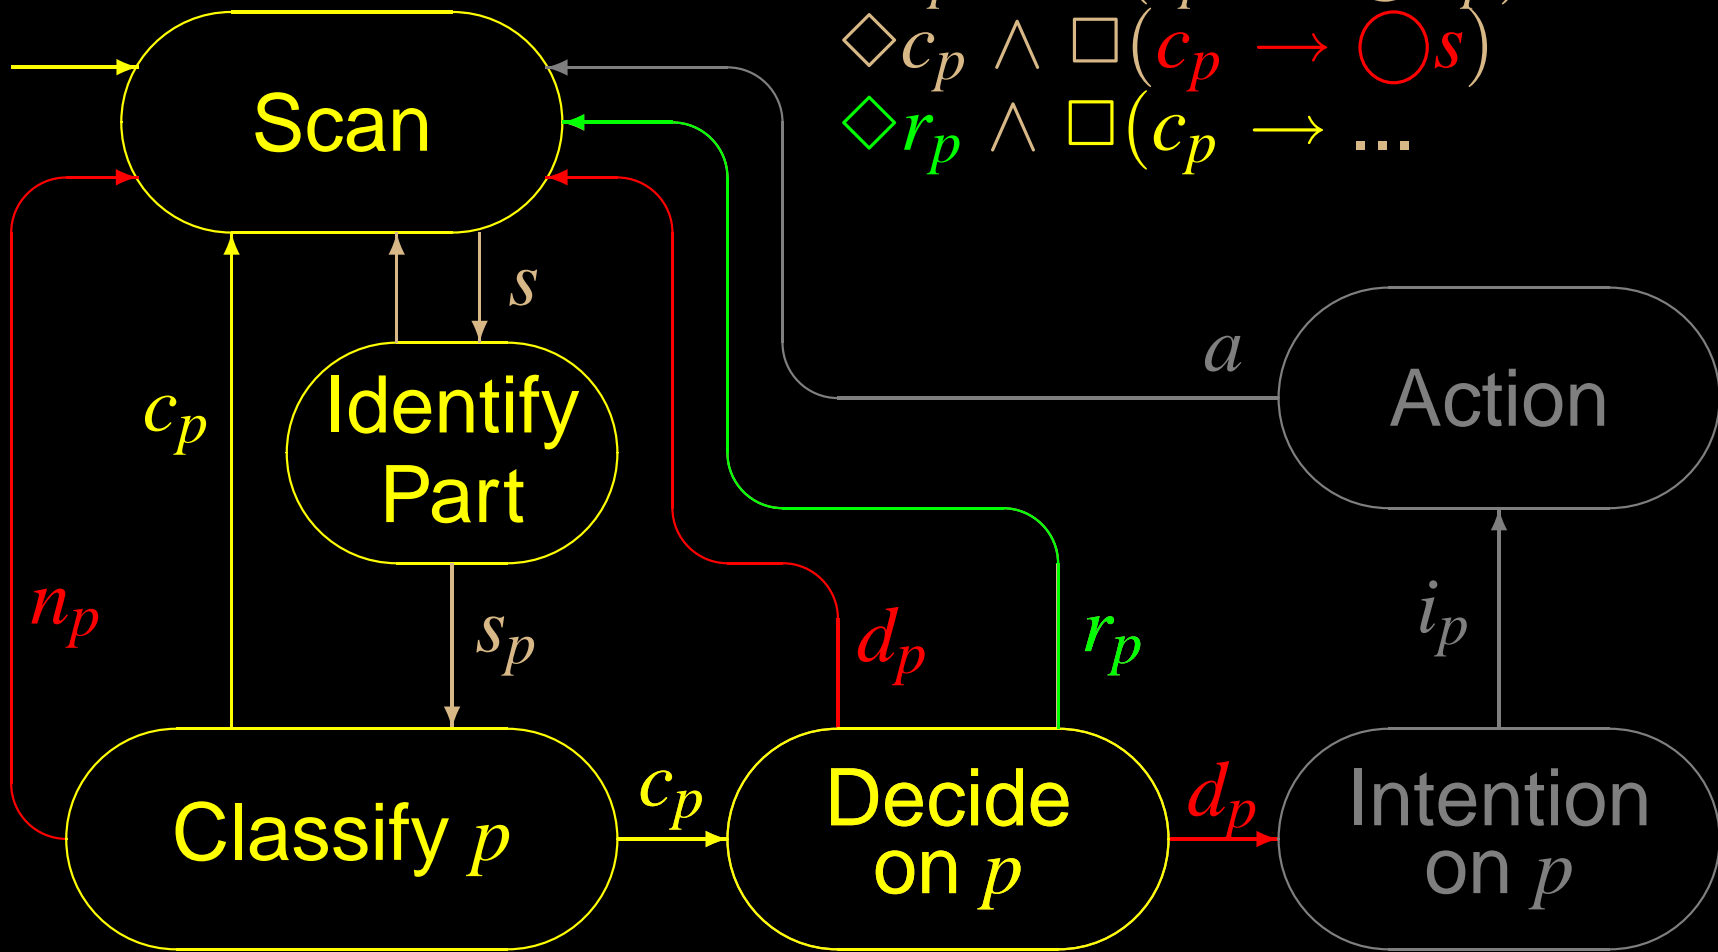 ◇c_p ∧ □(c_p → ◯s)
◇r_p ∧ □(c_p → ...
Scan
s
a
Action
c_p
Identify
Part
n_p
s_p
d_p
r_p
i_p
Classify p
c_p
Decide
on p
d_p
Intention
on p